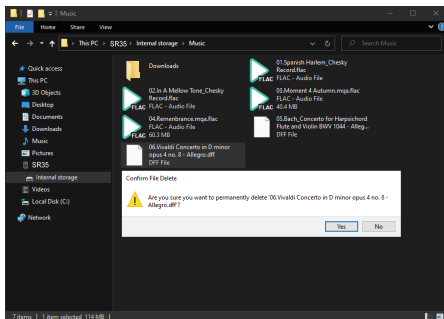 Music
File
Home
Share
View
This PC › SR35 › Internal storage › Music
Search Music
Quick access
This PC
3D Objects
Desktop
Documents
Downloads
Music
Pictures
SR35
Internal storage
Videos
Local Disk (C:)
Network
Downloads
01.Spanish Harlem_Chesky
Record.flac
FLAC - Audio File
FLAC
02.In A Mellow Tone_Chesky
Record.flac
FLAC - Audio File
FLAC
03.Moment 4 Autumn.mqa.flac
FLAC - Audio File
40.4 MB
FLAC
04.Remembrance.mqa.flac
FLAC - Audio File
60.3 MB
FLAC
05.Bach_Concerto for Harpsichord
Flute and Violin BWV 1044 - Alleg...
DFF File
06.Vivaldi Concerto in D minor
opus 4 no. 8 - Allegro.dff
DFF File
Confirm File Delete
Are you sure you want to permanently delete '06.Vivaldi Concerto in D minor opus 4 no. 8 -
Allegro.dff'?
Yes
No
7 items
1 item selected 114 MB